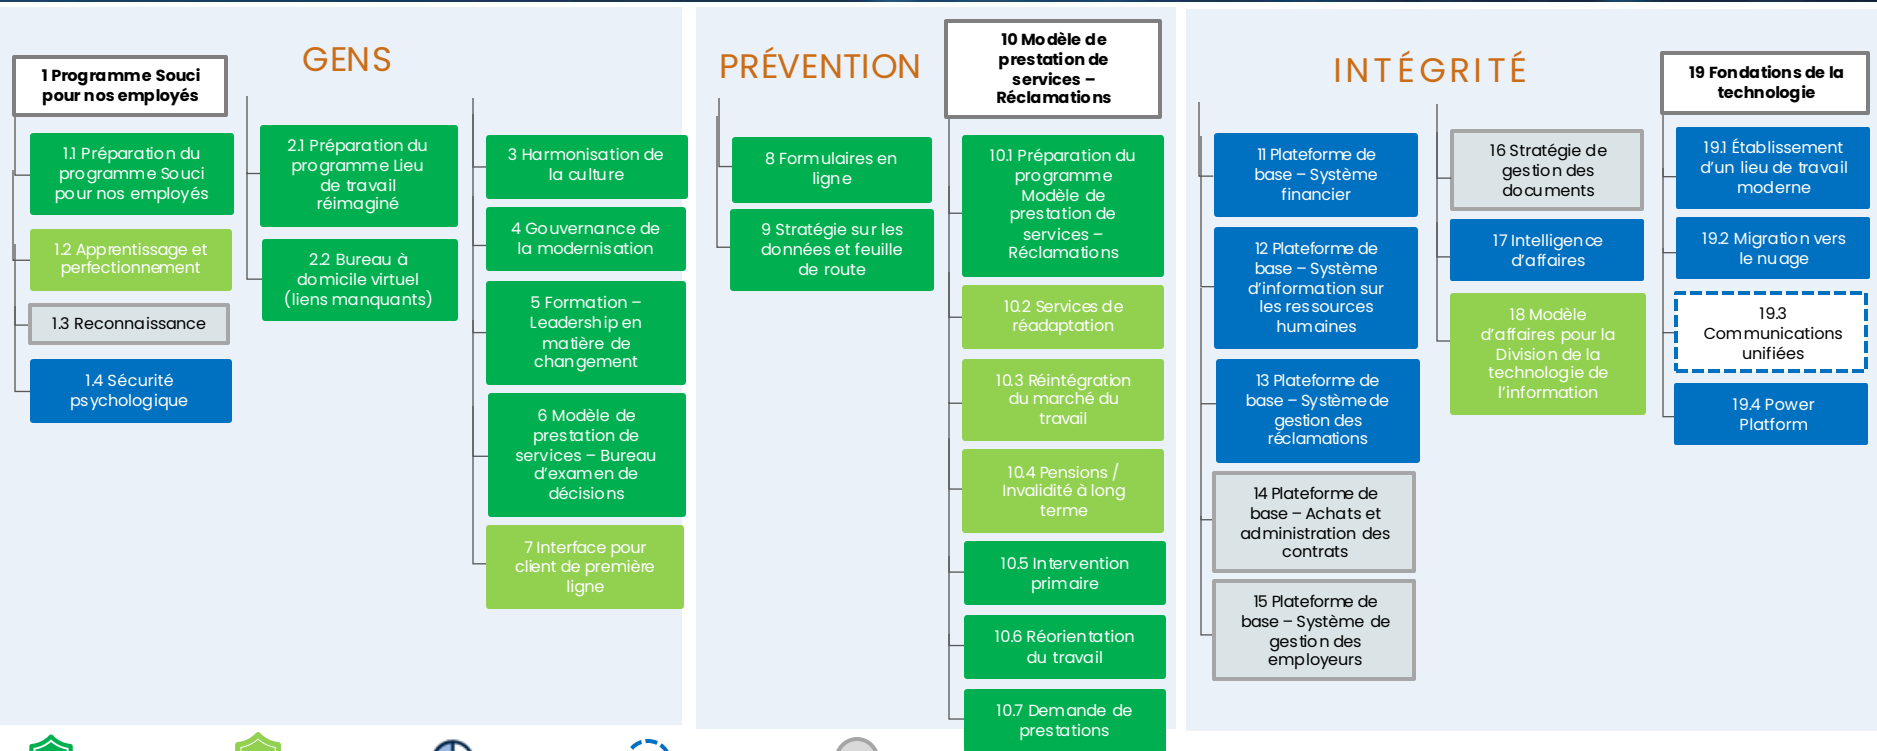 GENS
1 Programme Souci
pour nos employés
1.1 Préparation du
programme Souci
pour nos employés
1.2 Apprentissage et
perfectionnement
1.3 Reconnaissance
1.4 Sécurité
psychologique
2.1 Préparation du
programme Lieu
de travail
réimaginé
2.2 Bureau à
domicile virtuel
(liens manquants)
3 Harmonisation de
la culture
4 Gouvernance de
la modernisation
5 Formation –
Leadership en
matière de
changement
6 Modèle de
prestation de
services – Bureau
d’examen de
décisions
7 Interface pour
client de première
ligne
PRÉVENTION
8 Formulaires en
ligne
9 Stratégie sur les
données et feuille
de route
10 Modèle de
prestation de
services –
Réclamations
10.1 Préparation du
programme
Modèle de
prestation de
services –
Réclamations
10.2 Services de
réadaptation
10.3 Réintégration
du marché du
travail
10.4 Pensions /
Invalidité à long
terme
10.5 Intervention
primaire
10.6 Réorientation
du travail
10.7 Demande de
prestations
INTÉGRITÉ
11 Plateforme de
base – Système
financier
12 Plateforme de
base – Système
d’information sur
les ressources
humaines
13 Plateforme de
base – Système de
gestion des
réclamations
14 Plateforme de
base – Achats et
administration des
contrats
15 Plateforme de
base – Système de
gestion des
employeurs
16 Stratégie de
gestion des
documents
17 Intelligence
d’affaires
18 Modèle
d’affaires pour la
Division de la
technologie de
l’information
19 Fondations de la
technologie
19.1 Établissement
d’un lieu de travail
moderne
19.2 Migration vers
le nuage
19.3
Communications
unifiées
19.4 Power
Platform